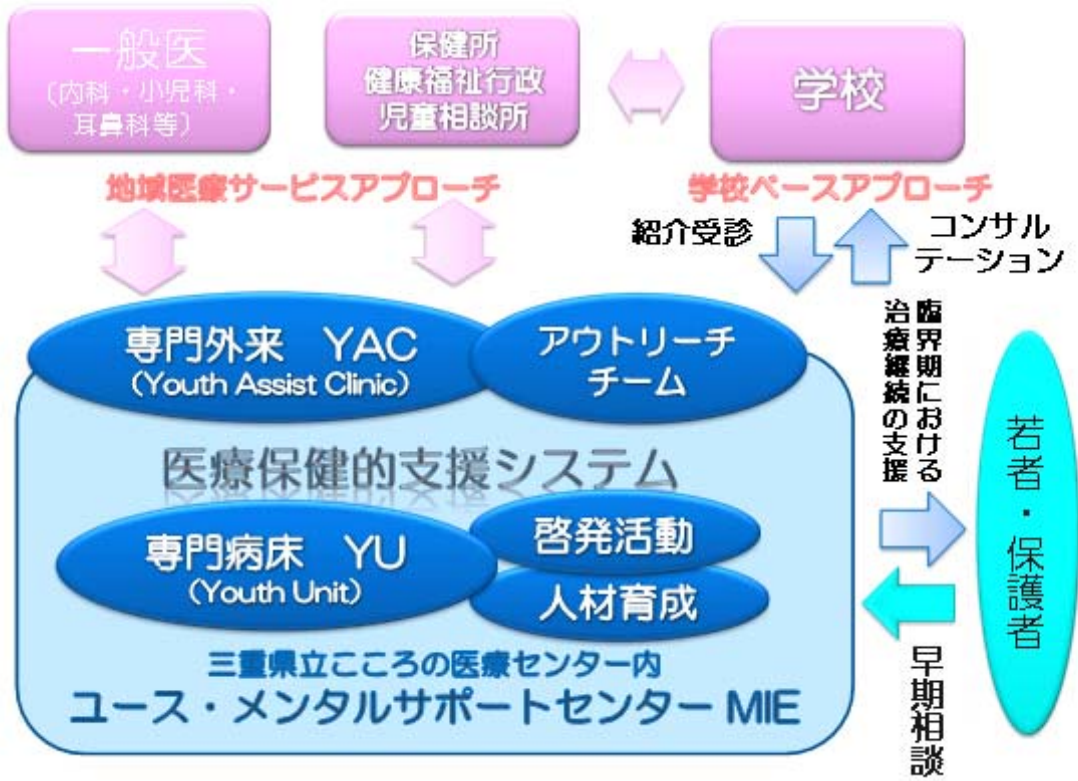 一般医
(内科・小児科・
耳鼻科等)
保健所
健康福祉行政
児童相談所
学校
地域医療サービスアプローチ
学校ベースアプローチ
紹介受診
コンサル
テーション
専門外来 YAC
(Youth Assist Clinic)
アウトリーチ
チーム
臨界期における
治療継続の支援
医療保健的支援システム
若者・保護者
専門病床 YU
(Youth Unit)
啓発活動
人材育成
早期相談
三重県立こころの医療センター内
ユース・メンタルサポートセンター MIE